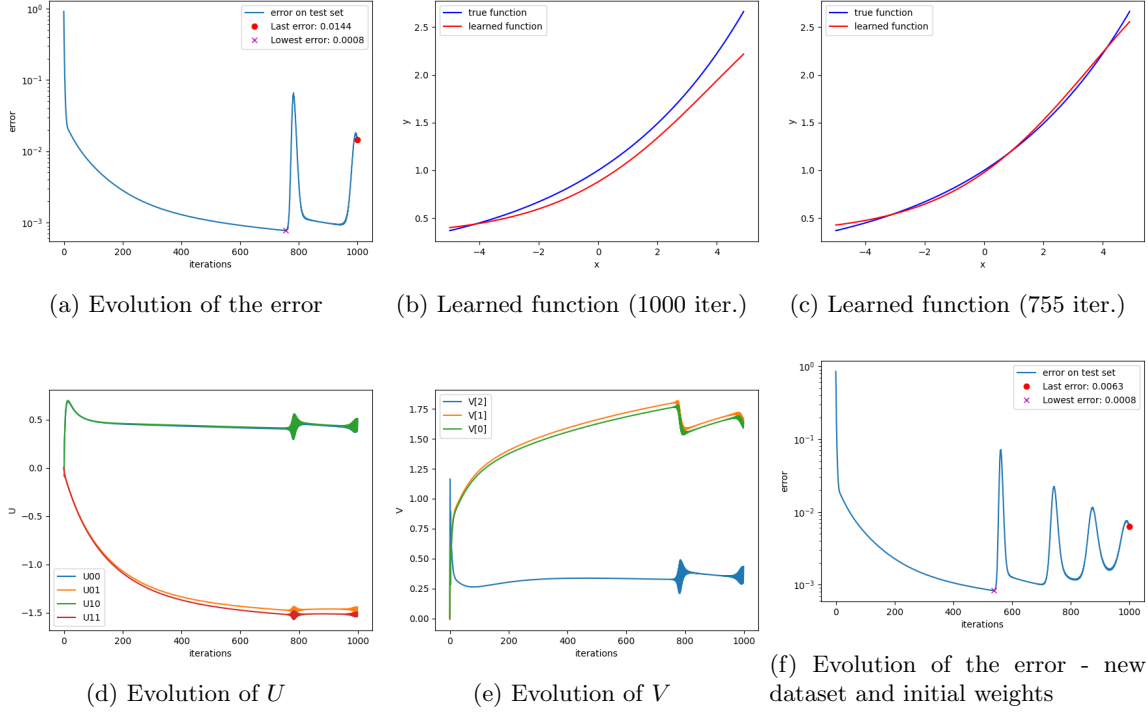 10⁰
10⁻¹
10⁻²
10⁻³
error
0 200 400 600 800 1000
iterations
error on test set
Last error: 0.0144
Lowest error: 0.0008
(a) Evolution of the error
true function
learned function
2.5
2.0
1.5
1.0
0.5
y
−4 −2 0 2 4
x
(b) Learned function (1000 iter.)
true function
learned function
2.5
2.0
1.5
1.0
0.5
y
−4 −2 0 2 4
x
(c) Learned function (755 iter.)
0.5
0.0
−0.5
−1.0
−1.5
U
U00
U01
U10
U11
0 200 400 600 800 1000
iterations
(d) Evolution of U
V[2]
V[1]
V[0]
1.75
1.50
1.25
1.00
0.75
0.50
0.25
0.00
V
0 200 400 600 800 1000
iterations
(e) Evolution of V
error on test set
Last error: 0.0063
Lowest error: 0.0008
10⁰
10⁻¹
10⁻²
10⁻³
error
0 200 400 600 800 1000
iterations
(f) Evolution of the error - new
dataset and initial weights